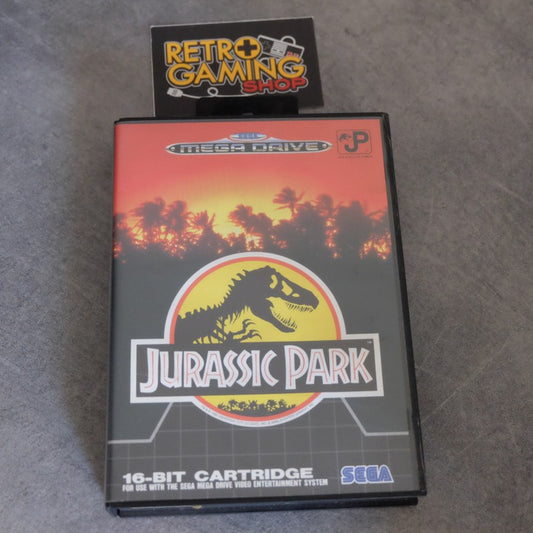 RETRO
GAMING
SHOP
SEGA
MEGA DRIVE
JP
JURASSIC PARK
TM
16-BIT CARTRIDGE
SEGA
FOR USE WITH THE SEGA MEGA DRIVE VIDEO ENTERTAINMENT SYSTEM